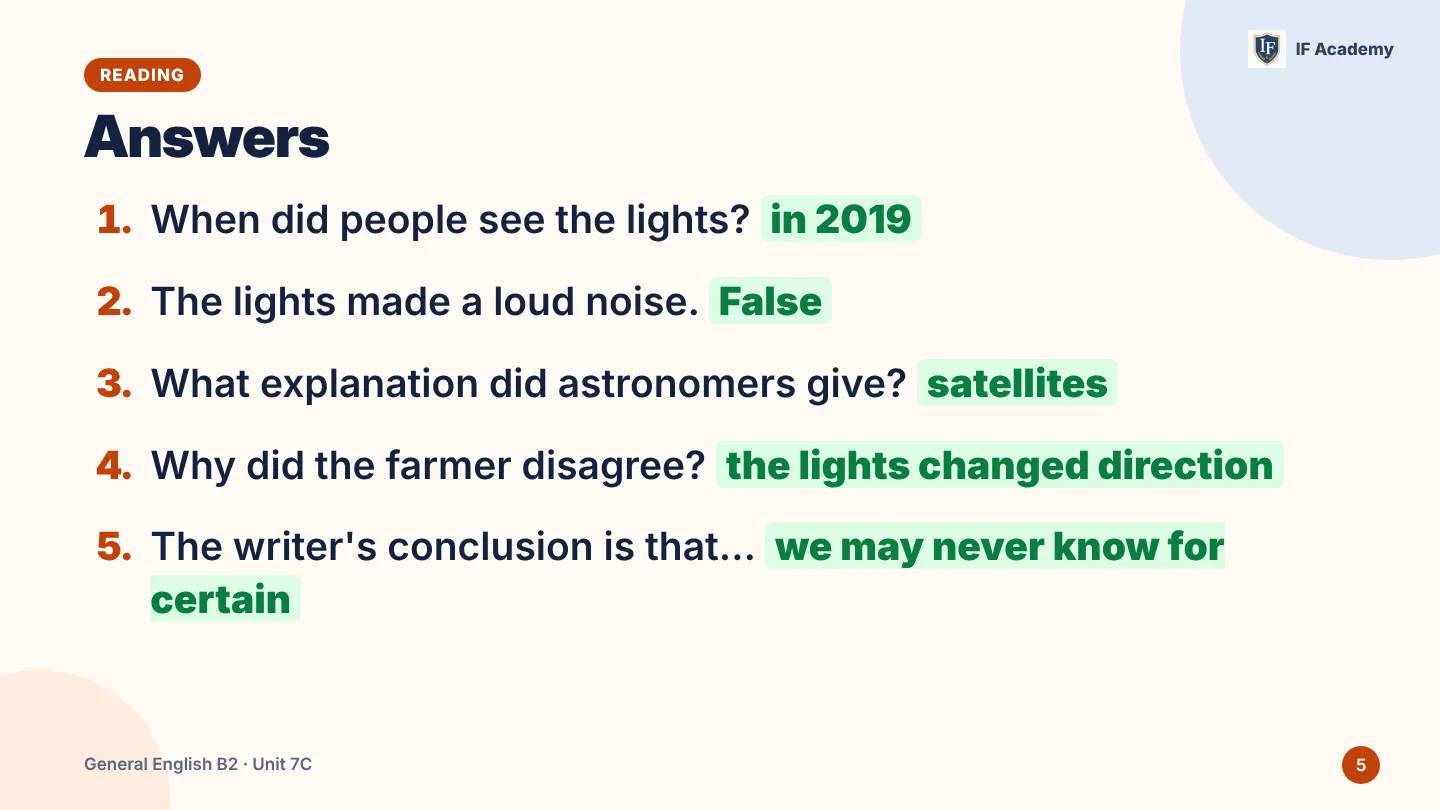 IF Academy
READING
Answers
1. When did people see the lights? in 2019
2. The lights made a loud noise. False
3. What explanation did astronomers give? satellites
4. Why did the farmer disagree? the lights changed direction
5. The writer's conclusion is that... we may never know for
certain
General English B2 · Unit 7C
5